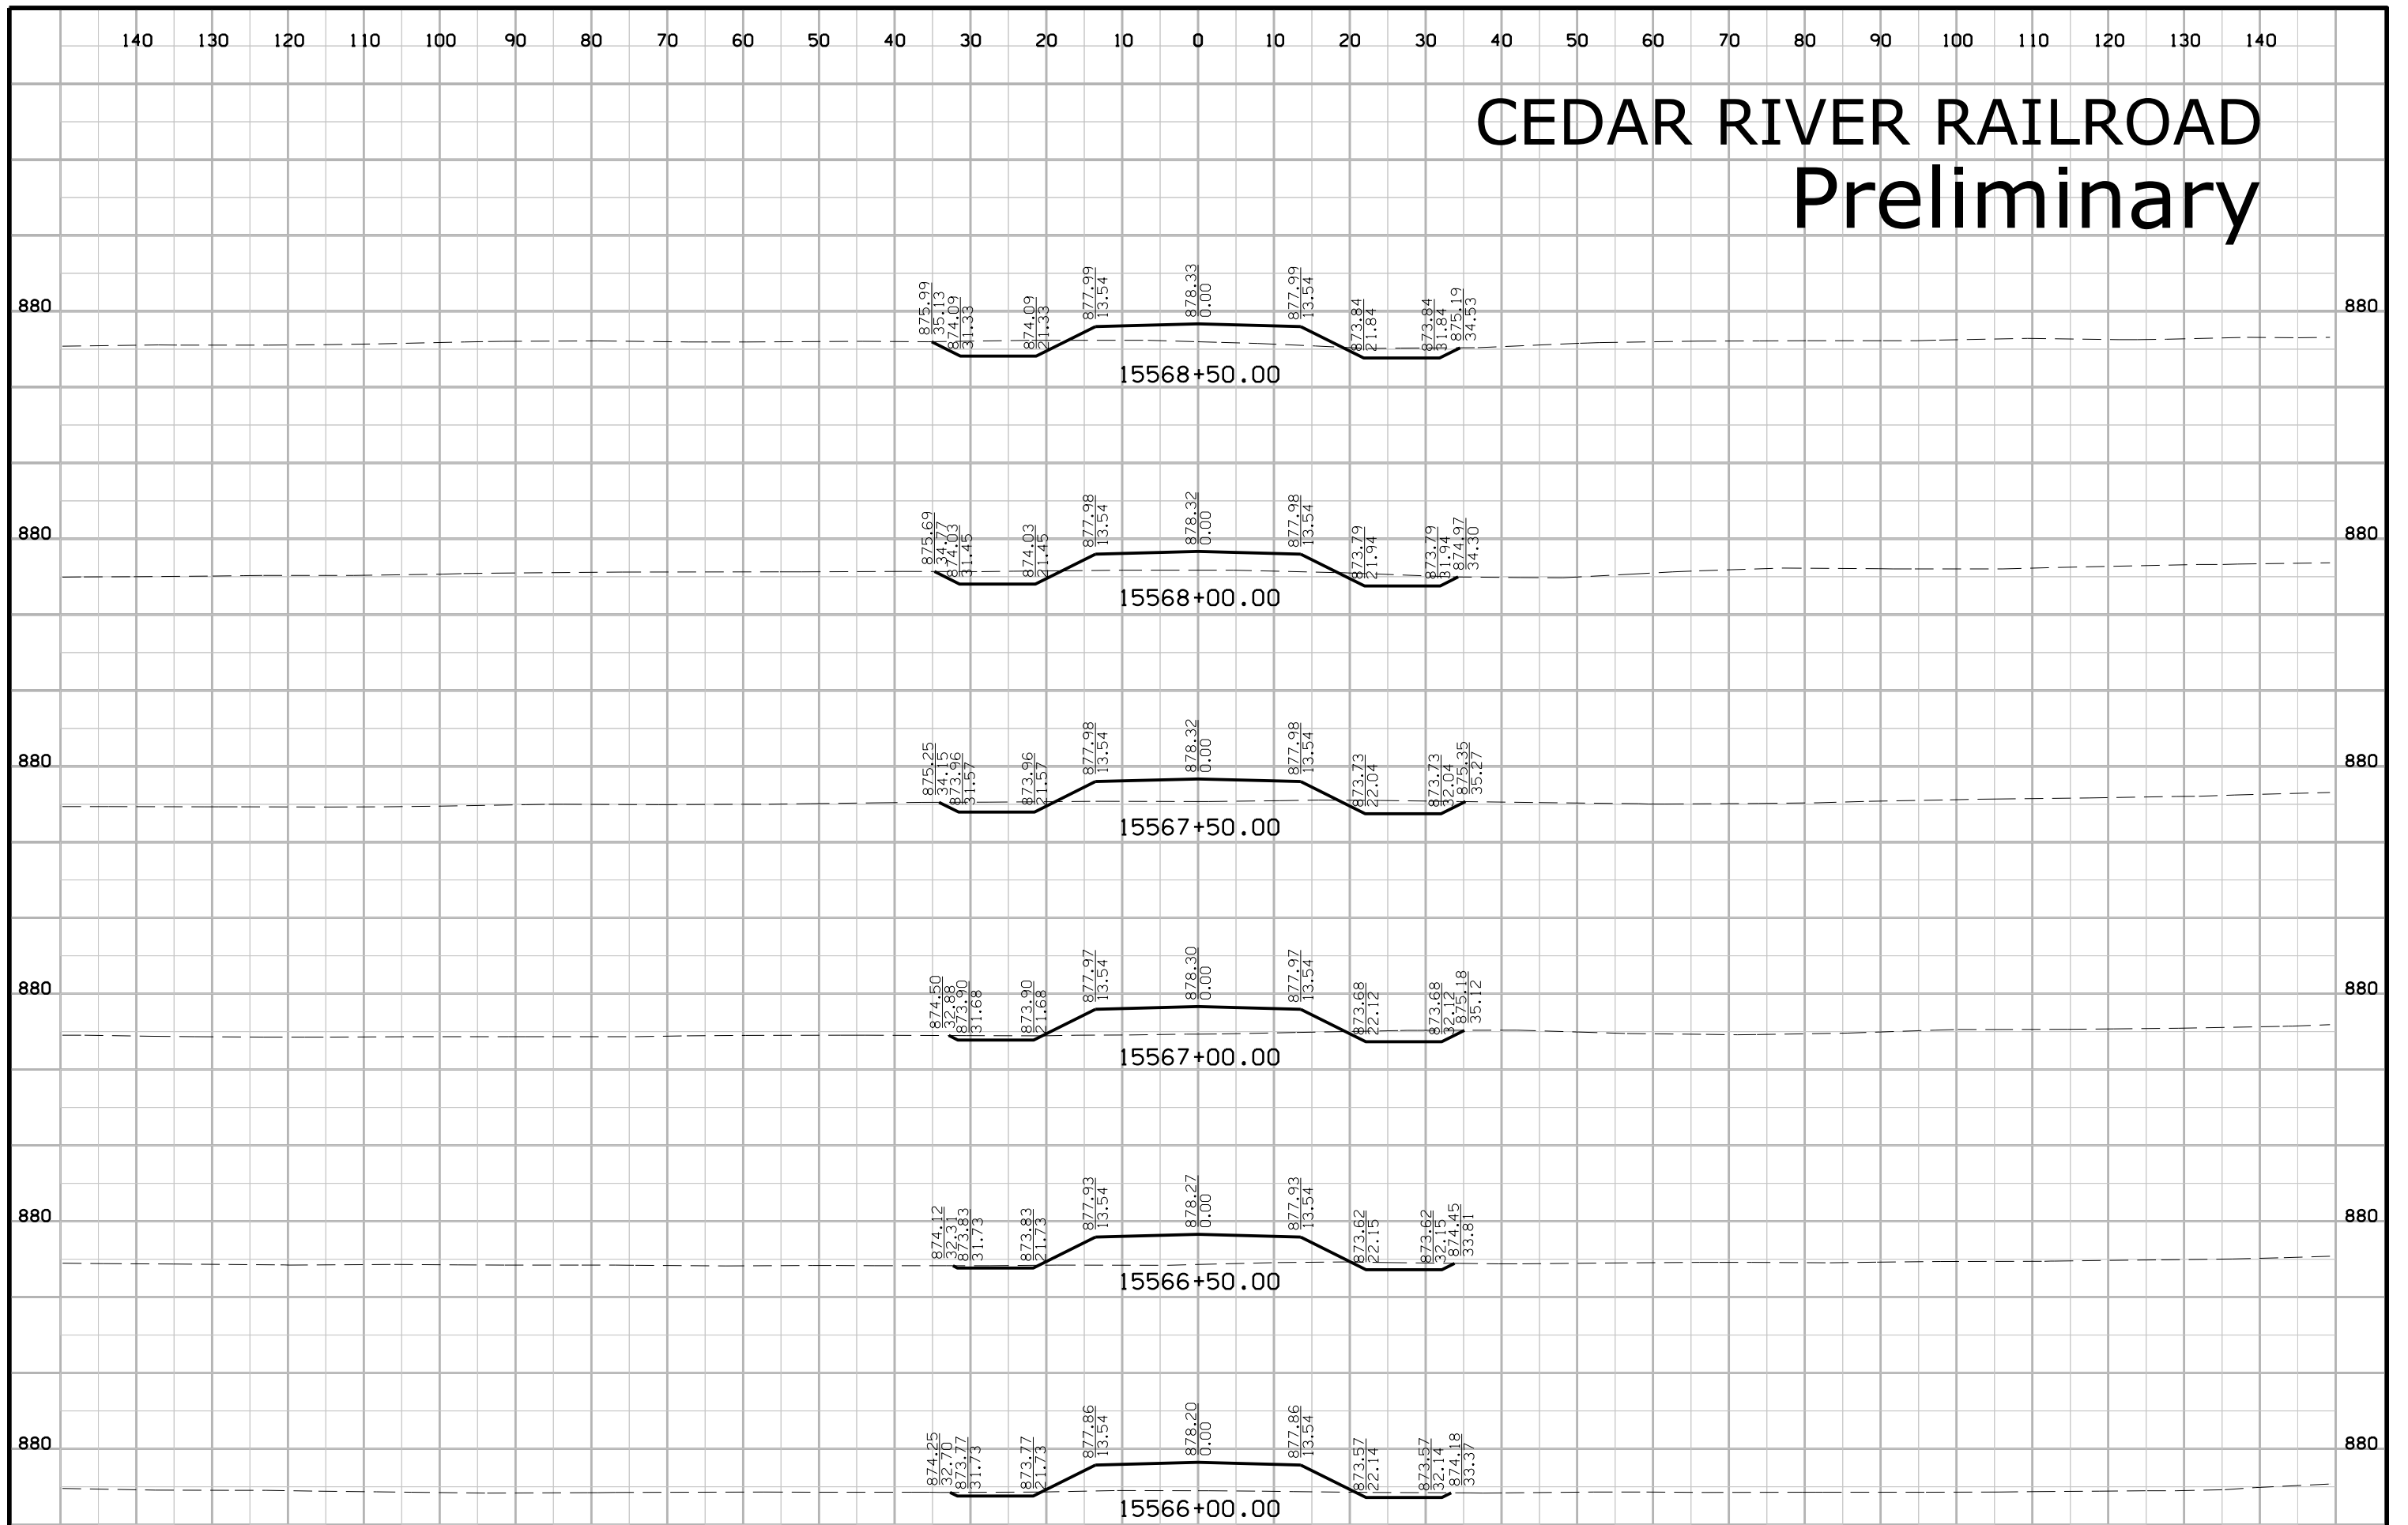 140 130 120 110 100 90 80 70 60 50 40 30 20 10 0 10 20 30 40 50 60 70 80 90 100 110 120 130 140
CEDAR RIVER RAILROAD
Preliminary
880 880
875.99 35.13 874.09 31.33 874.09 21.33 877.99 13.54 878.33 0.00 877.99 13.54 873.84 21.84 873.84 31.84 875.19 34.53
15568+50.00
880 880
875.69 34.77 874.03 31.45 874.03 21.45 877.98 13.54 878.32 0.00 877.98 13.54 873.79 21.94 873.79 31.94 874.97 34.30
15568+00.00
880 880
875.25 34.15 873.96 31.57 873.96 21.57 877.98 13.54 878.32 0.00 877.98 13.54 873.73 22.04 873.73 32.04 875.35 35.27
15567+50.00
880 880
874.50 32.88 873.90 31.68 873.90 21.68 877.97 13.54 878.30 0.00 877.97 13.54 873.68 22.12 873.68 32.12 875.18 35.12
15567+00.00
880 880
874.12 32.31 873.83 31.73 873.83 21.73 877.93 13.54 878.27 0.00 877.93 13.54 873.62 22.15 873.62 32.15 874.45 33.81
15566+50.00
880 880
874.25 32.70 873.77 31.73 873.77 21.73 877.86 13.54 878.20 0.00 877.86 13.54 873.57 22.14 873.57 32.14 874.18 33.37
15566+00.00